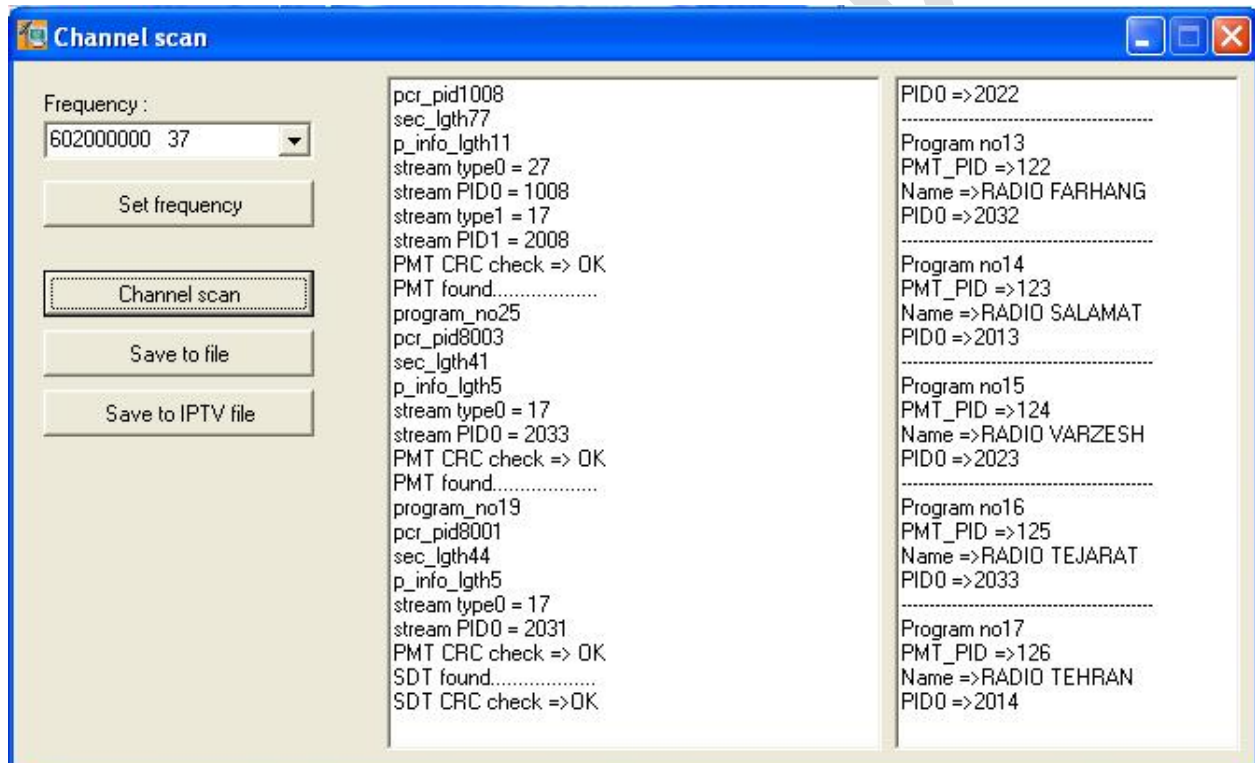 Channel scan
Frequency :
602000000 37
Set frequency
Channel scan
Save to file
Save to IPTV file
pcr_pid1008
sec_lgth77
p_info_lgth11
stream type0 = 27
stream PID0 = 1008
stream type1 = 17
stream PID1 = 2008
PMT CRC check => OK
PMT found...................
program_no25
pcr_pid8003
sec_lgth41
p_info_lgth5
stream type0 = 17
stream PID0 = 2033
PMT CRC check => OK
PMT found...................
program_no19
pcr_pid8001
sec_lgth44
p_info_lgth5
stream type0 = 17
stream PID0 = 2031
PMT CRC check => OK
SDT found...................
SDT CRC check =>OK
PID0 =>2022
------------------------------------------
Program no13
PMT_PID =>122
Name =>RADIO FARHANG
PID0 =>2032
------------------------------------------
Program no14
PMT_PID =>123
Name =>RADIO SALAMAT
PID0 =>2013
------------------------------------------
Program no15
PMT_PID =>124
Name =>RADIO VARZESH
PID0 =>2023
------------------------------------------
Program no16
PMT_PID =>125
Name =>RADIO TEJARAT
PID0 =>2033
------------------------------------------
Program no17
PMT_PID =>126
Name =>RADIO TEHRAN
PID0 =>2014